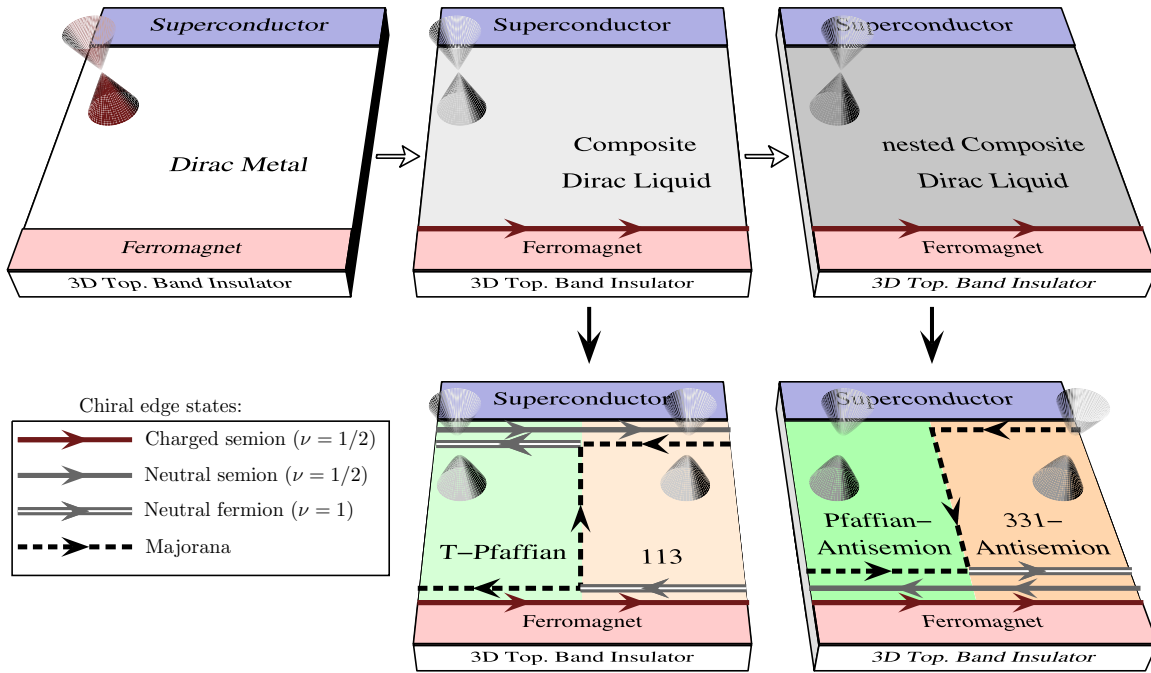 Superconductor
Superconductor
Superconductor
Dirac Metal
Composite
Dirac Liquid
nested Composite
Dirac Liquid
Ferromagnet
Ferromagnet
Ferromagnet
3D Top. Band Insulator
3D Top. Band Insulator
3D Top. Band Insulator
Chiral edge states:
Charged semion (ν = 1/2)
Neutral semion (ν = 1/2)
Neutral fermion (ν = 1)
Majorana
Superconductor
T−Pfaffian
113
Ferromagnet
3D Top. Band Insulator
Superconductor
Pfaffian−
Antisemion
331−
Antisemion
Ferromagnet
3D Top. Band Insulator